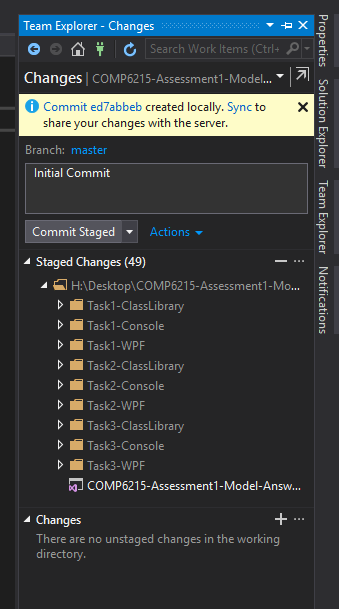 Team Explorer - Changes
Search Work Items (Ctrl+
Changes | COMP6215-Assessment1-Model-...
Commit ed7abbeb created locally. Sync to
share your changes with the server.
Branch: master
Initial Commit
Commit Staged
Actions
Staged Changes (49)
H:\Desktop\COMP6215-Assessment1-Mo...
Task1-ClassLibrary
Task1-Console
Task1-WPF
Task2-ClassLibrary
Task2-Console
Task2-WPF
Task3-ClassLibrary
Task3-Console
Task3-WPF
COMP6215-Assessment1-Model-Answ...
Changes
There are no unstaged changes in the working
directory.
Properties
Solution Explorer
Team Explorer
Notifications